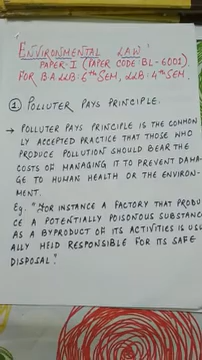 ENVIRONMENTAL LAW:
PAPER-I (PAPER CODE BL-6001)
FOR BA LLB: 6th SEM, LLB: 4th SEM.
① POLLUTER PAYS PRINCIPLE.
→ POLLUTER PAYS PRINCIPLE IS THE COMMON
LY ACCEPTED PRACTICE THAT THOSE WHO
PRODUCE POLLUTION SHOULD BEAR THE
COSTS OF MANAGING IT TO PREVENT DAMA-
GE TO HUMAN HEALTH OR THE ENVIRON-
MENT.
Eg. "FOR INSTANCE A FACTORY THAT PRODU
CE A POTENTIALLY POISONOUS SUBSTANCE
AS A BYPRODUCT OF ITS ACTIVITIES IS USU
ALLY HELD RESPONSIBLE FOR ITS SAFE
DISPOSAL."